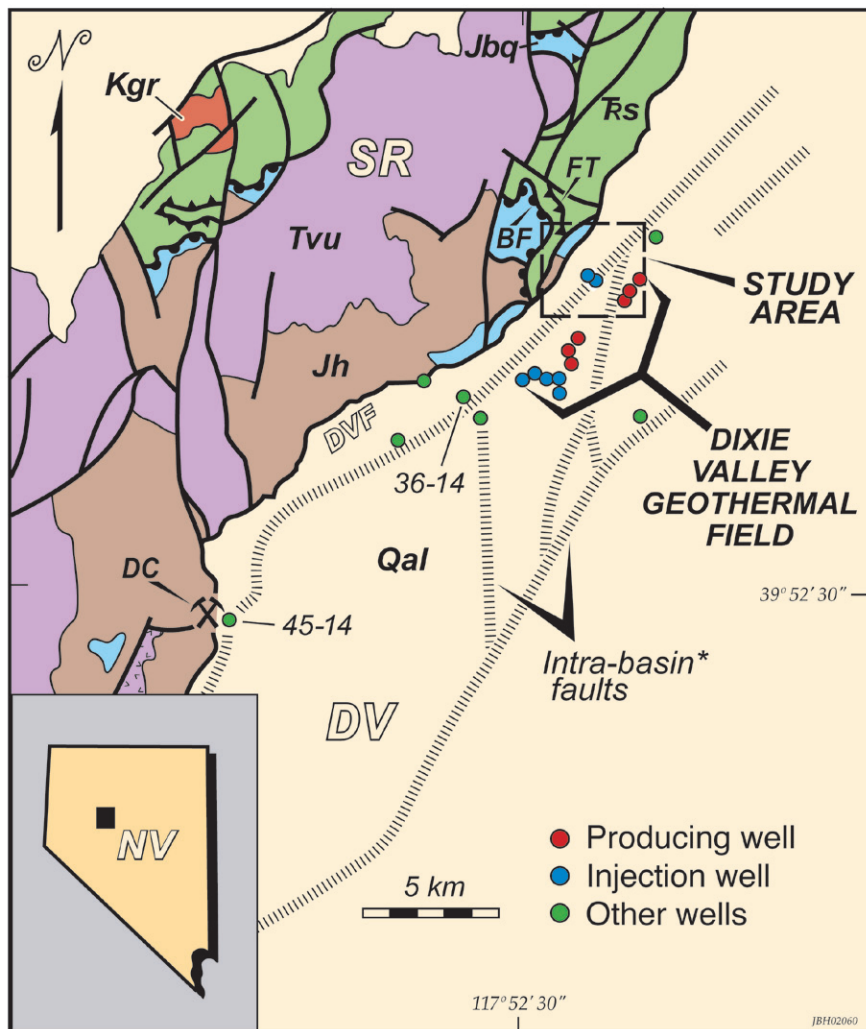 N
Kgr
Jbq
SR
TRs
FT
BF
Tvu
STUDY
AREA
Jh
DVF
36-14
DIXIE
VALLEY
GEOTHERMAL
FIELD
Qal
DC
45-14
39° 52' 30"
Intra-basin*
faults
DV
NV
Producing well
Injection well
Other wells
5 km
117° 52' 30"
JBH02060